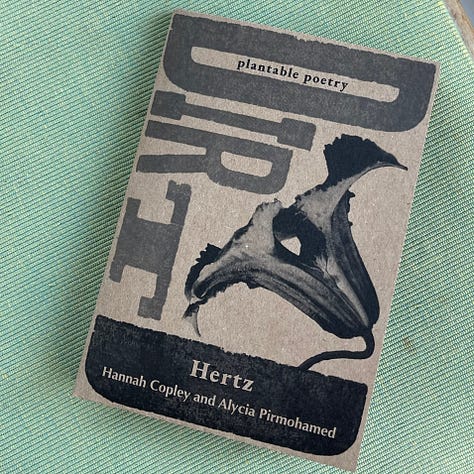 plantable poetry
DIRT
Hertz
Hannah Copley and Alycia Pirmohamed